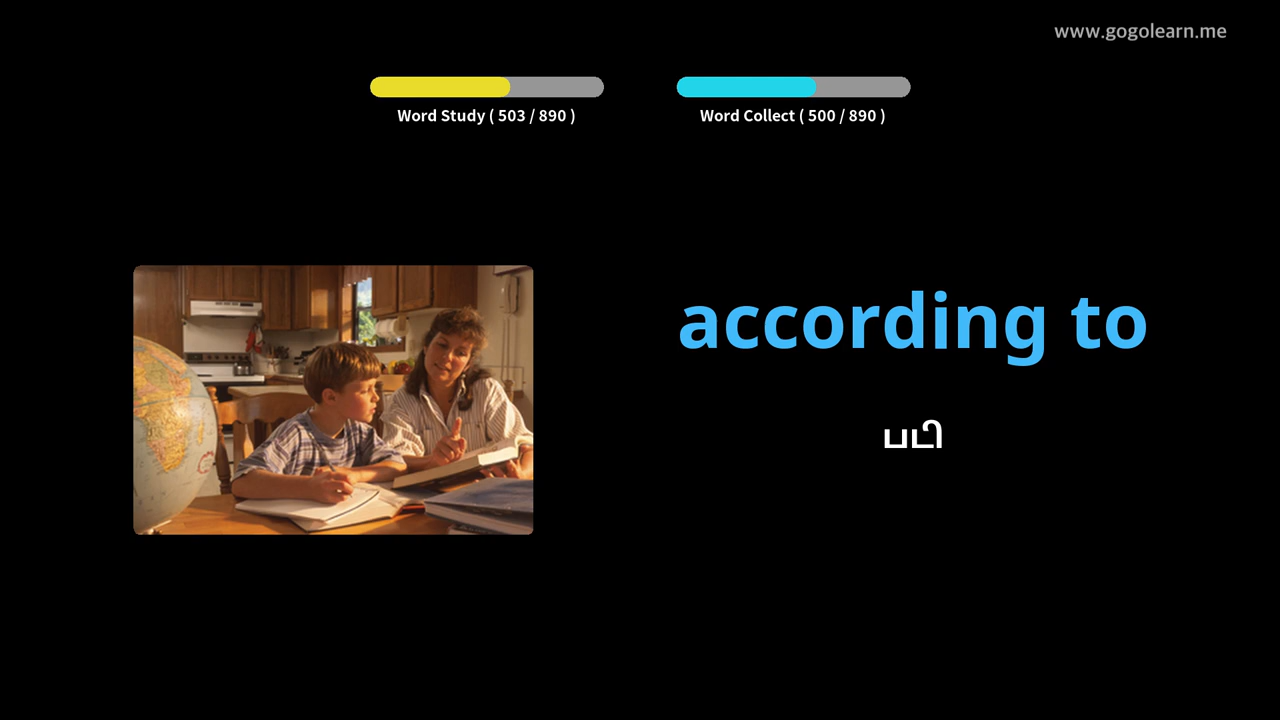 www.gogolearn.me
Word Study ( 503 / 890 )
Word Collect ( 500 / 890 )
according to
படி